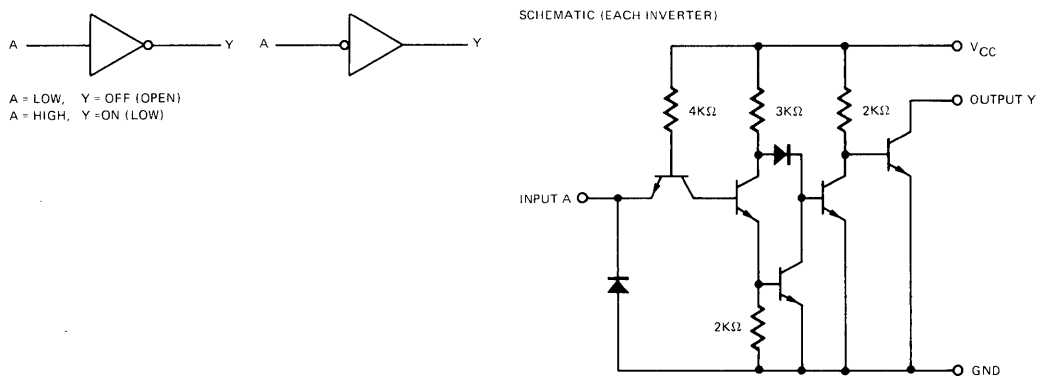 SCHEMATIC (EACH INVERTER)
A
Y
A
Y
A = LOW, Y = OFF (OPEN)
A = HIGH, Y =ON (LOW)
VCC
OUTPUT Y
4KΩ
3KΩ
2KΩ
INPUT A
2KΩ
GND